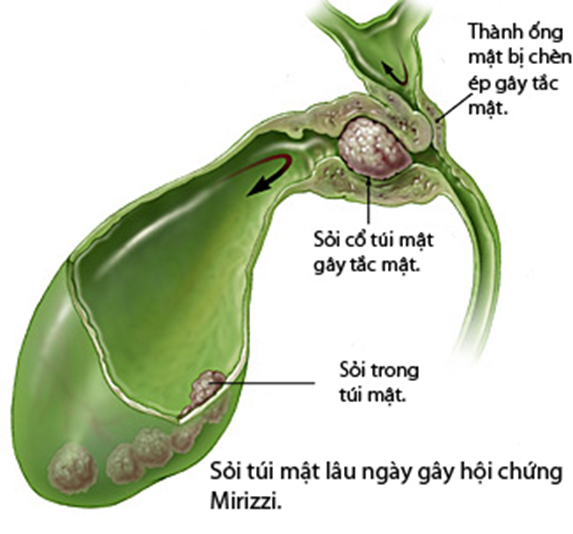 Thành ống
mật bị chèn
ép gây tắc
mật.
Sỏi cổ túi mật
gây tắc mật.
Sỏi trong
túi mật.
Sỏi túi mật lâu ngày gây hội chứng
Mirizzi.